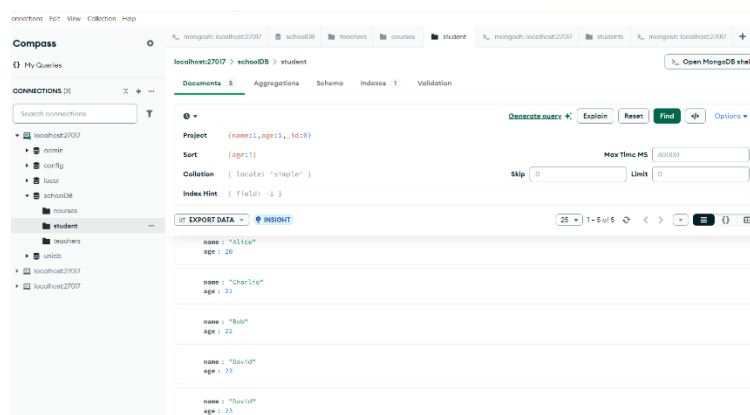 onnections Edit View Collection Help
Compass
My Queries
CONNECTIONS (3)
Search connections
localhost:27017
admin
config
local
schoolDB
courses
student
teachers
unidb
localhost:27017
localhost:27017
>_ mongosh: localhost:27017 schoolDB teachers courses student >_ mongosh: localhost:27017 students >_ mongosh: localhost:27017 +
localhost:27017 > schoolDB > student
>_ Open MongoDB shel
Documents 5 Aggregations Schema Indexes 1 Validation
Generate query Explain Reset Find </> Options
Project {name:1,age:1,_id:0}
Sort {age:1}
Max Time MS 60000
Collation { locale: 'simple' }
Skip 0 Limit 0
Index Hint { field: -1 }
EXPORT DATA INSIGHT
25 1 - 5 of 5
name : "Alice"
age : 20
name : "Charlie"
age : 21
name : "Bob"
age : 22
name : "David"
age : 23
name : "David"
age : 23